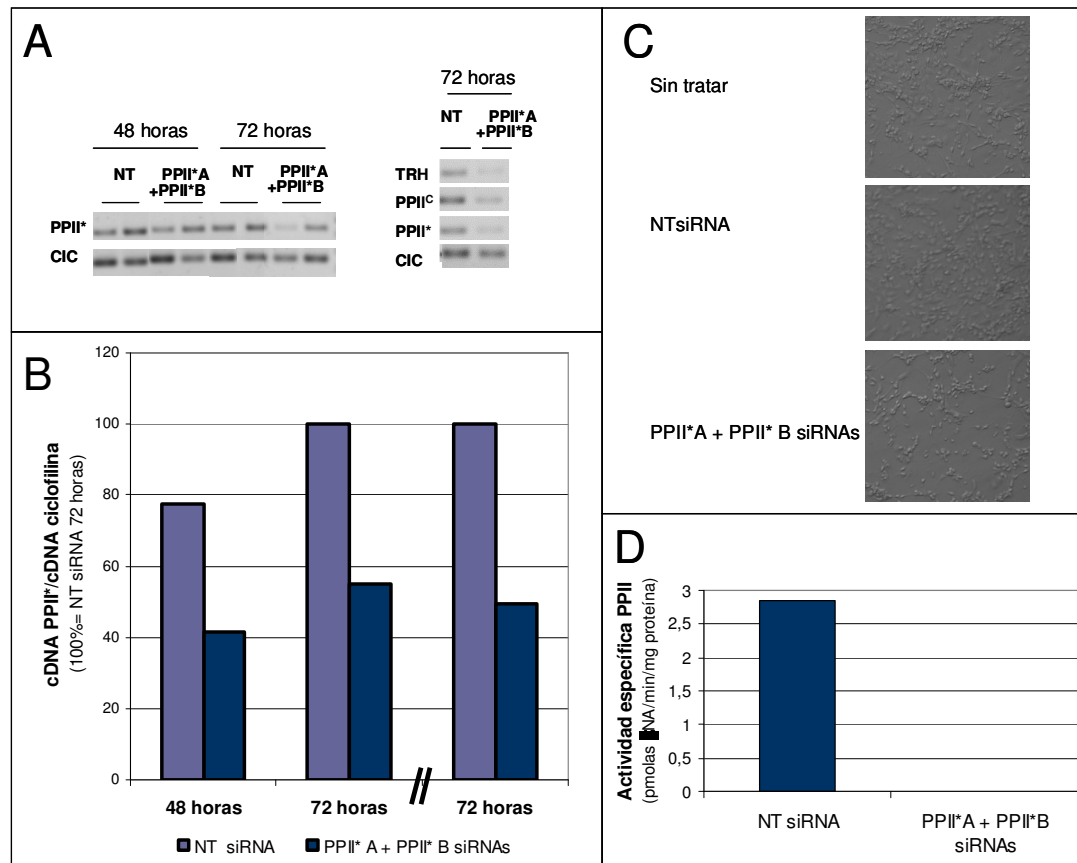 A
48 horas
72 horas
NT
PPII*A
+PPII*B
NT
PPII*A
+PPII*B
PPII*
CIC
72 horas
NT
PPII*A
+PPII*B
TRH
PPIIC
PPII*
CIC
B
cDNA PPII*/cDNA ciclofilina
(100%= NT siRNA 72 horas)
120
100
80
60
40
20
0
48 horas
72 horas
//
72 horas
NT siRNA
PPII* A + PPII* B siRNAs
C
Sin tratar
NTsiRNA
PPII*A + PPII* B siRNAs
D
Actividad específica PPII
(pmolas NA/min/mg proteína)
3
2,5
2
1,5
1
0,5
0
NT siRNA
PPII*A + PPII*B
siRNAs